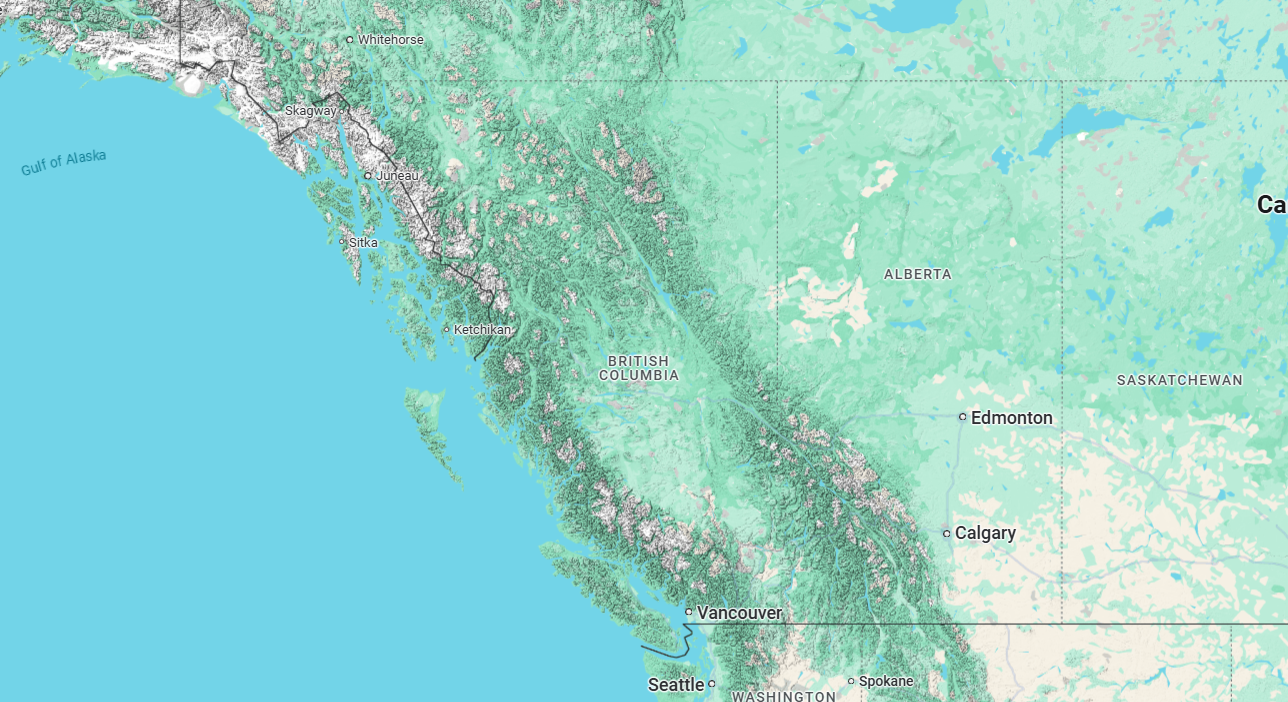 Whitehorse
Skagway
Gulf of Alaska
Juneau
Ca
Sitka
ALBERTA
Ketchikan
BRITISH
COLUMBIA
SASKATCHEWAN
Edmonton
Calgary
Vancouver
Seattle
Spokane
WASHINGTON